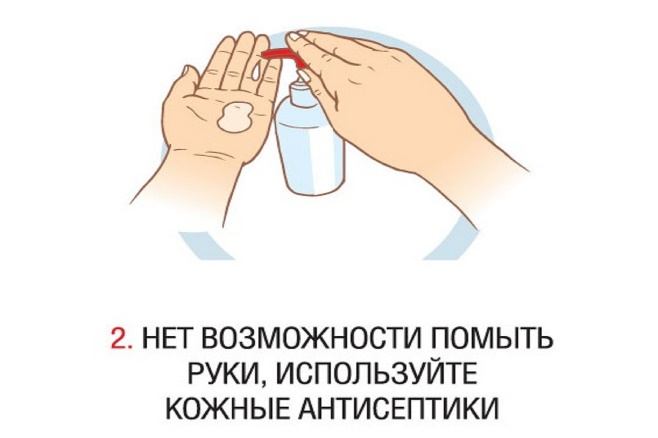 2. НЕТ ВОЗМОЖНОСТИ ПОМЫТЬ
РУКИ, ИСПОЛЬЗУЙТЕ
КОЖНЫЕ АНТИСЕПТИКИ